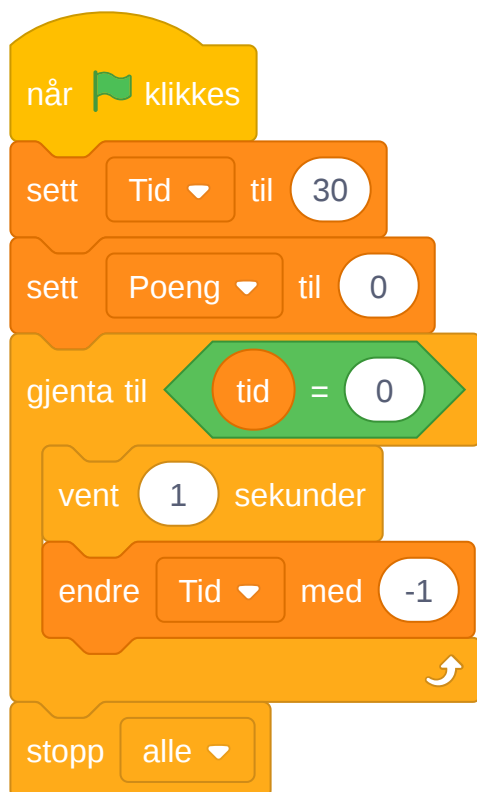 når klikkes
sett Tid til 30
sett Poeng til 0
gjenta til tid = 0
vent 1 sekunder
endre Tid med -1
stopp alle